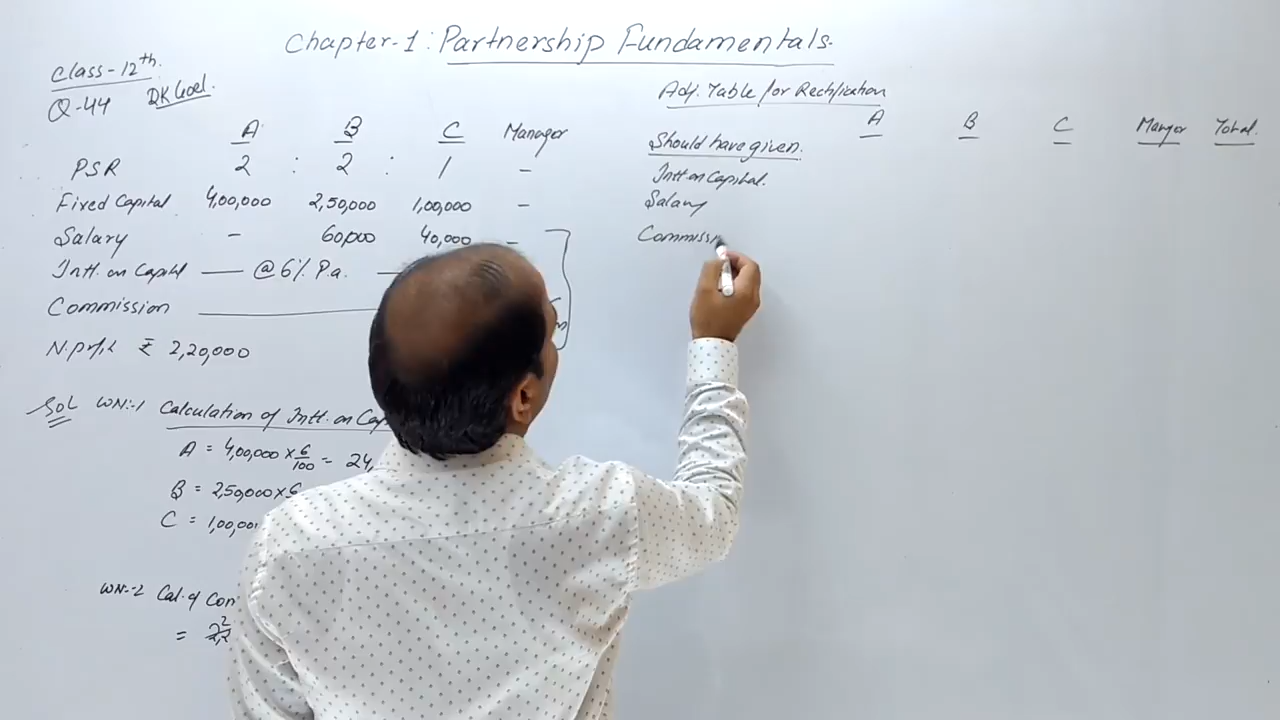 Chapter-1: Partnership Fundamentals.
Class-12th.
Q-44 DK Goel.
A B C Manager
PSR 2 : 2 : 1 -
Fixed Capital 4,00,000 2,50,000 1,00,000 -
Salary - 60,000 40,000 -
Intt. on Capital — @ 6% P.a. —
Commission
N. profit ₹ 2,20,000
Sol WN:-1 Calculation of Intt. on Cap
A = 4,00,000 × 6/100 = 24,
B = 2,50,000 × 6
C = 1,00,00
WN:-2 Cal. of Com
=
Adj. Table for Rectification
A B C Manger Total.
Should have given.
Intt on Capital.
Salary
Commissi